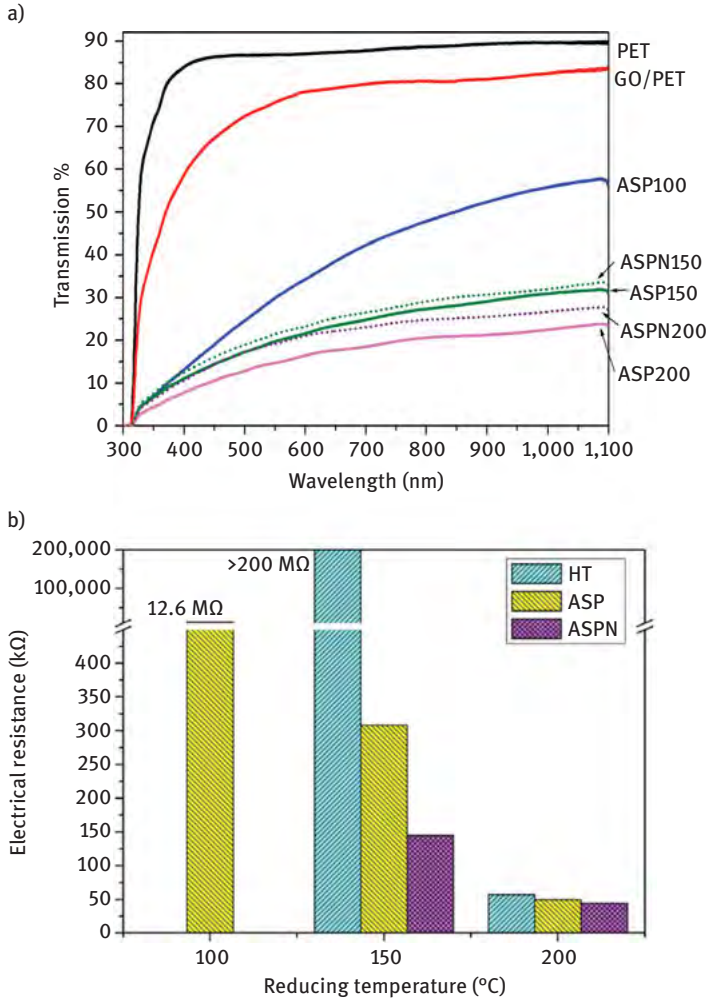 a)
90
80
70
60
50
40
30
20
10
0
Transmission %
300 400 500 600 700 800 900 1,000 1,100
Wavelength (nm)
PET
GO/PET
ASP100
ASPN150
ASP150
ASPN200
ASP200
b)
200,000
100,000
400
350
300
250
200
150
100
50
0
Electrical resistance (kΩ)
12.6 MΩ
>200 MΩ
HT
ASP
ASPN
100 150 200
Reducing temperature (ºC)